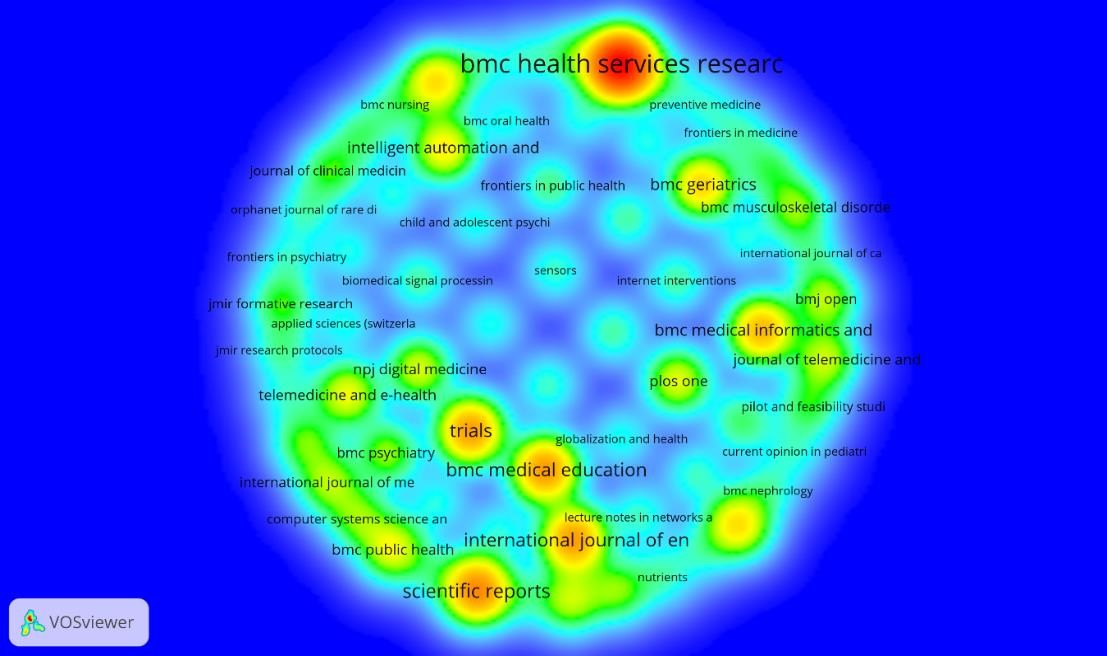 bmc health services researc
bmc nursing
preventive medicine
bmc oral health
frontiers in medicine
intelligent automation and
journal of clinical medicin
frontiers in public health
bmc geriatrics
orphanet journal of rare di
bmc musculoskeletal disorde
child and adolescent psychi
frontiers in psychiatry
international journal of ca
sensors
biomedical signal processin
internet interventions
jmir formative research
bmj open
applied sciences (switzerla
bmc medical informatics and
jmir research protocols
journal of telemedicine and
npj digital medicine
plos one
telemedicine and e-health
pilot and feasibility studi
trials
globalization and health
bmc psychiatry
current opinion in pediatri
bmc medical education
international journal of me
bmc nephrology
computer systems science an
lecture notes in networks a
international journal of en
bmc public health
nutrients
scientific reports
VOSviewer